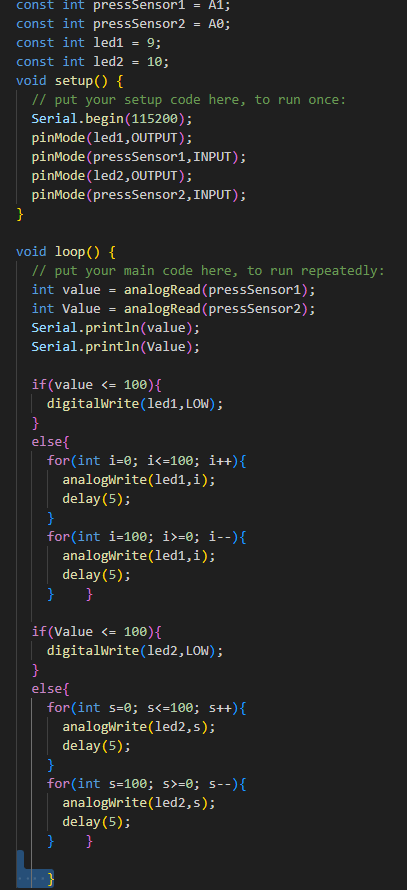 const int pressSensor1 = A1;
const int pressSensor2 = A0;
const int led1 = 9;
const int led2 = 10;
void setup() {
  // put your setup code here, to run once:
  Serial.begin(115200);
  pinMode(led1,OUTPUT);
  pinMode(pressSensor1,INPUT);
  pinMode(led2,OUTPUT);
  pinMode(pressSensor2,INPUT);
}

void loop() {
  // put your main code here, to run repeatedly:
  int value = analogRead(pressSensor1);
  int Value = analogRead(pressSensor2);
  Serial.println(value);
  Serial.println(Value);

  if(value <= 100){
    digitalWrite(led1,LOW);
  }
  else{
    for(int i=0; i<=100; i++){
      analogWrite(led1,i);
      delay(5);
    }
    for(int i=100; i>=0; i--){
      analogWrite(led1,i);
      delay(5);
    }    }

  if(Value <= 100){
    digitalWrite(led2,LOW);
  }
  else{
    for(int s=0; s<=100; s++){
      analogWrite(led2,s);
      delay(5);
    }
    for(int s=100; s>=0; s--){
      analogWrite(led2,s);
      delay(5);
    }    }

    }